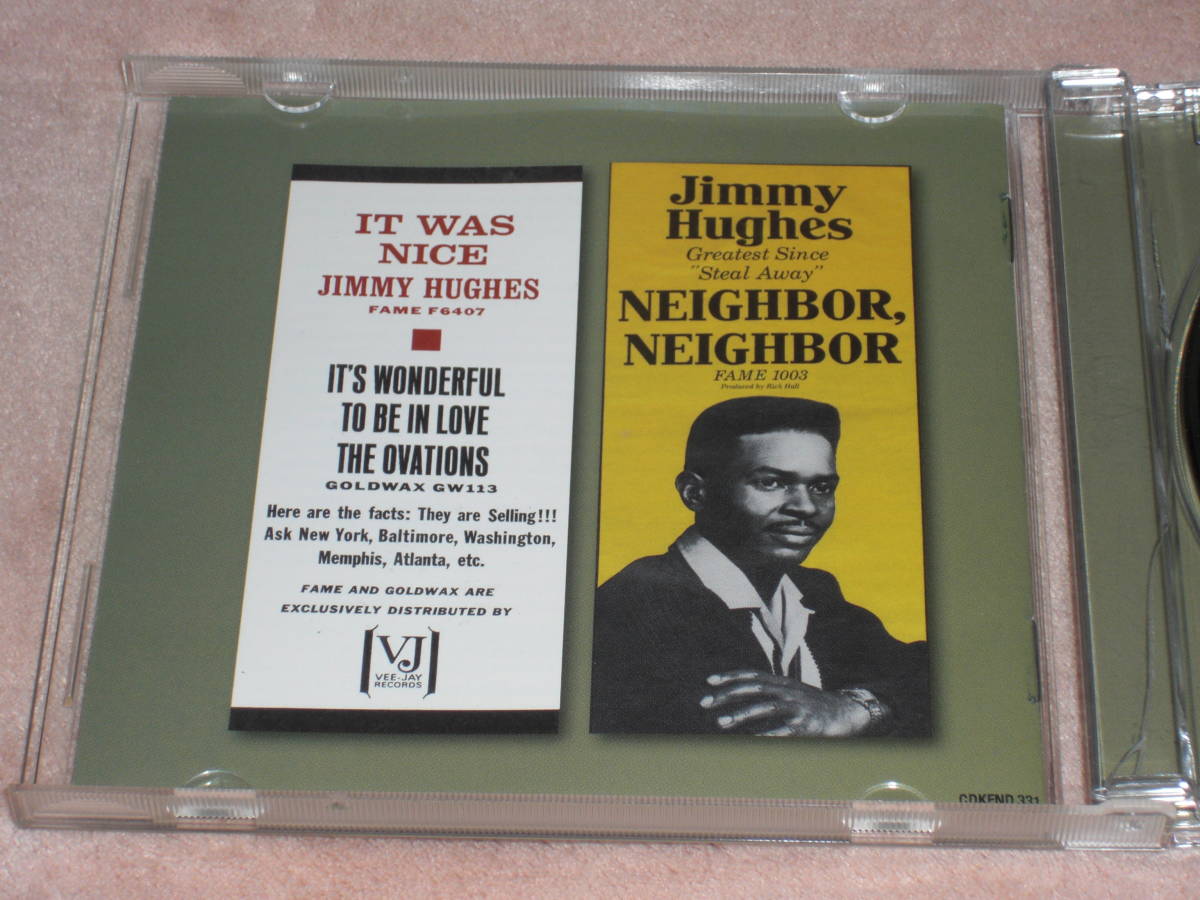 IT WAS
NICE
JIMMY HUGHES
FAME F6407
IT'S WONDERFUL
TO BE IN LOVE
THE OVATIONS
GOLDWAX GW113
Here are the facts: They are Selling!!!
Ask New York, Baltimore, Washington,
Memphis, Atlanta, etc.
FAME AND GOLDWAX ARE
EXCLUSIVELY DISTRIBUTED BY
VJ
VEE-JAY
RECORDS
Jimmy
Hughes
Greatest Since
"Steal Away"
NEIGHBOR,
NEIGHBOR
FAME 1003
Produced by Rick Hall
CDKEND 331